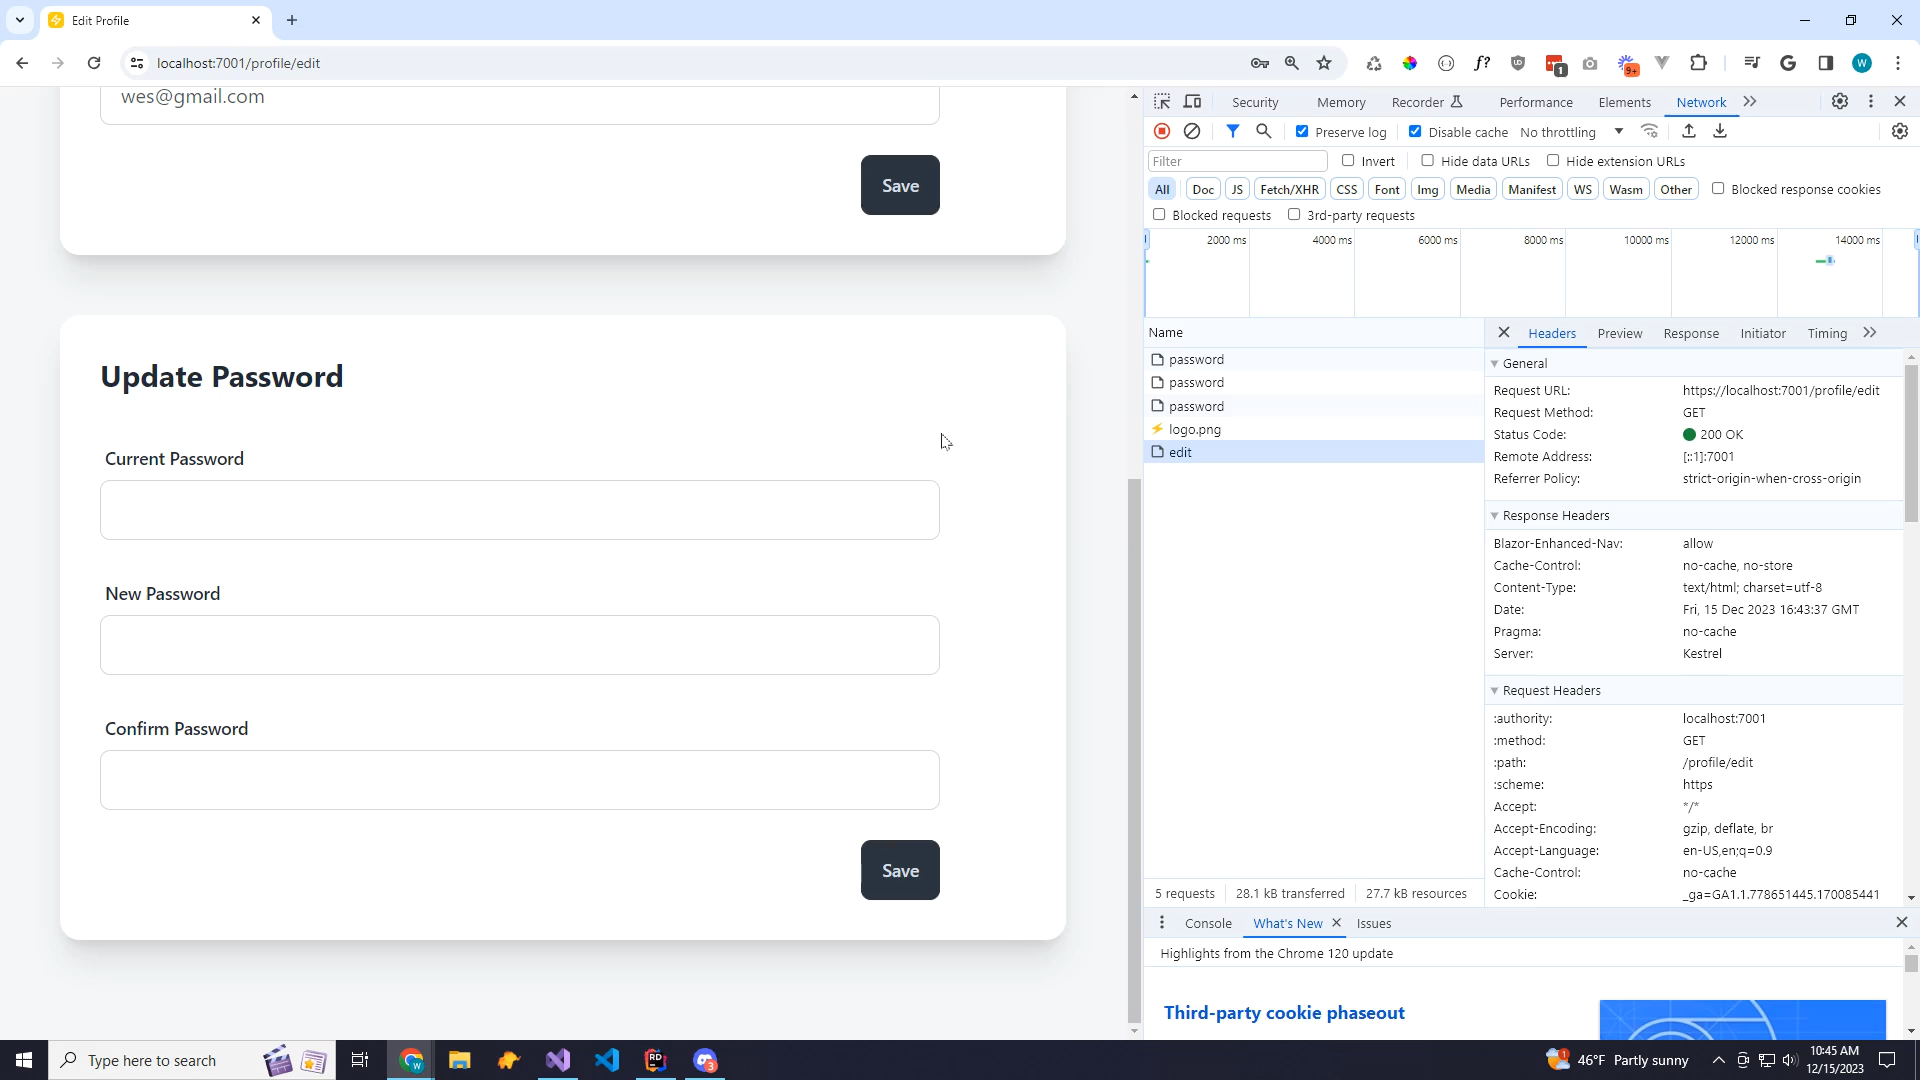 Edit Profile
localhost:7001/profile/edit
f?
1
9+
W
wes@gmail.com
Save
Update Password
Current Password
New Password
Confirm Password
Save
Security Memory Recorder Performance Elements Network
Preserve log Disable cache No throttling
Filter Invert Hide data URLs Hide extension URLs
All Doc JS Fetch/XHR CSS Font Img Media Manifest WS Wasm Other Blocked response cookies
Blocked requests 3rd-party requests
2000 ms 4000 ms 6000 ms 8000 ms 10000 ms 12000 ms 14000 ms
Name
password
password
password
logo.png
edit
5 requests 28.1 kB transferred 27.7 kB resources
Headers Preview Response Initiator Timing
General
Request URL: https://localhost:7001/profile/edit
Request Method: GET
Status Code: 200 OK
Remote Address: [::1]:7001
Referrer Policy: strict-origin-when-cross-origin
Response Headers
Blazor-Enhanced-Nav: allow
Cache-Control: no-cache, no-store
Content-Type: text/html; charset=utf-8
Date: Fri, 15 Dec 2023 16:43:37 GMT
Pragma: no-cache
Server: Kestrel
Request Headers
:authority: localhost:7001
:method: GET
:path: /profile/edit
:scheme: https
Accept: */*
Accept-Encoding: gzip, deflate, br
Accept-Language: en-US,en;q=0.9
Cache-Control: no-cache
Cookie: _ga=GA1.1.778651445.170085441
Console What's New Issues
Highlights from the Chrome 120 update
Third-party cookie phaseout
Type here to search
W
RD
3
1
46°F Partly sunny
10:45 AM
12/15/2023